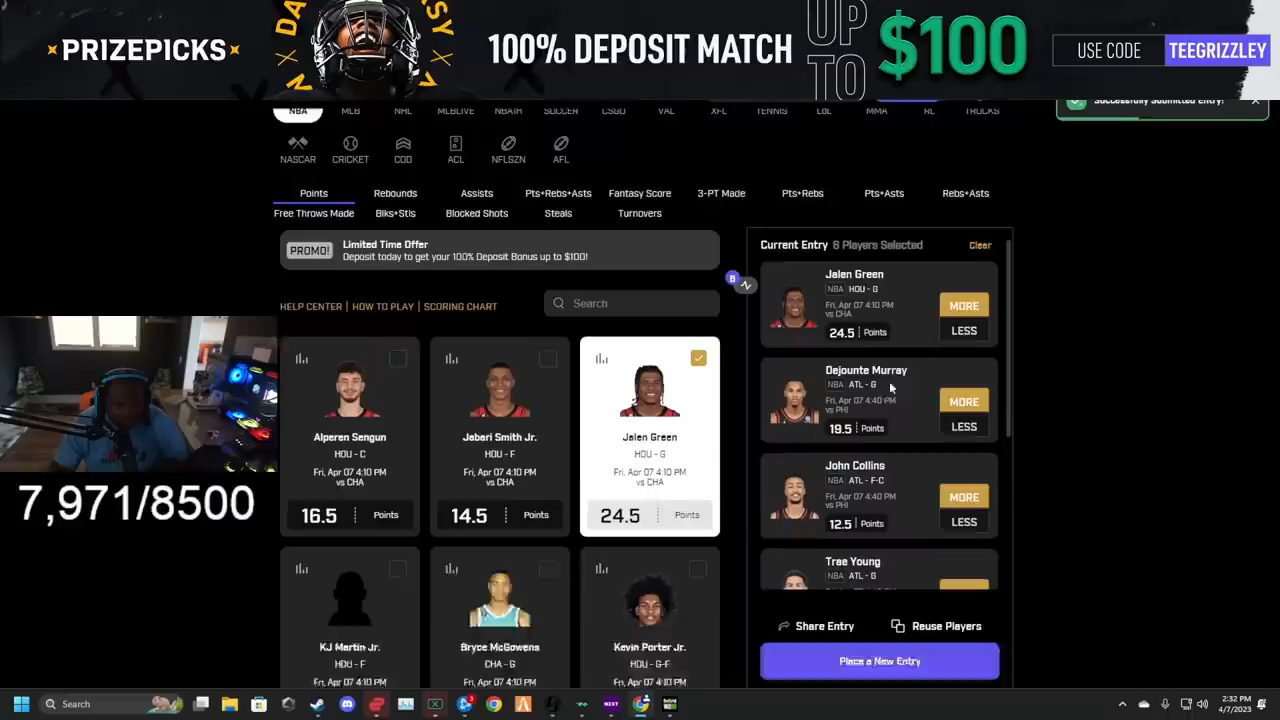 PRIZEPICKS
DAILY FANTASY
100% DEPOSIT MATCH
UP TO
$100
USE CODE
TEEGRIZZLEY
NBA MLB NHL MLBLIVE NBA1H SOCCER CSGO VAL XFL TENNIS LOL MMA RL TRUCKS
Successfully Submitted Entry!
NASCAR CRICKET COD ACL NFLSZN AFL
Points Rebounds Assists Pts+Rebs+Asts Fantasy Score 3-PT Made Pts+Rebs Pts+Asts Rebs+Asts
Free Throws Made Blks+Stls Blocked Shots Steals Turnovers
PROMO!
Limited Time Offer
Deposit today to get your 100% Deposit Bonus up to $100!
HELP CENTER | HOW TO PLAY | SCORING CHART
Search
Alperen Sengun
HOU - C
Fri, Apr 07 4:10 PM
vs CHA
16.5 Points
Jabari Smith Jr.
HOU - F
Fri, Apr 07 4:10 PM
vs CHA
14.5 Points
Jalen Green
HOU - G
Fri, Apr 07 4:10 PM
vs CHA
24.5 Points
KJ Martin Jr.
HOU - F
Fri, Apr 07 4:10 PM
Bryce McGowens
CHA - G
Fri, Apr 07 4:10 PM
Kevin Porter Jr.
HOU - G-F
Fri, Apr 07 4:10 PM
Current Entry 6 Players Selected
Clear
B
Jalen Green
NBA HOU - G
Fri, Apr 07 4:10 PM
vs CHA
24.5 Points
MORE
LESS
Dejounte Murray
NBA ATL - G
Fri, Apr 07 4:40 PM
vs PHI
19.5 Points
MORE
LESS
John Collins
NBA ATL - F-C
Fri, Apr 07 4:40 PM
vs PHI
12.5 Points
MORE
LESS
Trae Young
NBA ATL - G
Share Entry
Reuse Players
Place a New Entry
7,971/8500
Search
NZXT
2:32 PM
4/7/2023